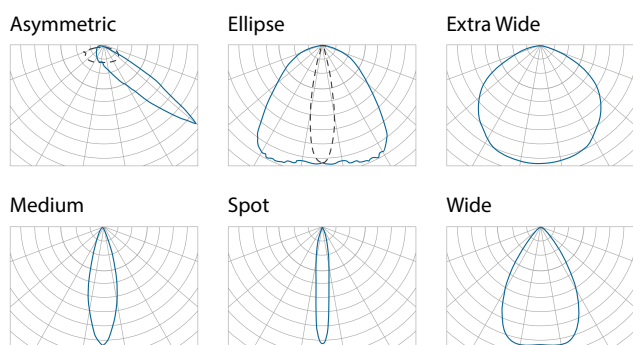 Asymmetric
Ellipse
Extra Wide
Medium
Spot
Wide